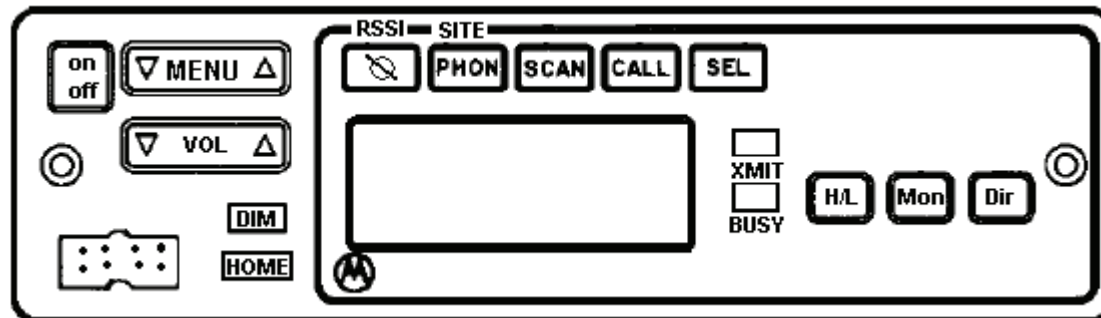 RSSI SITE
on
off
MENU
PHON SCAN CALL SEL
VOL
XMIT
H/L Mon Dir
DIM
BUSY
HOME